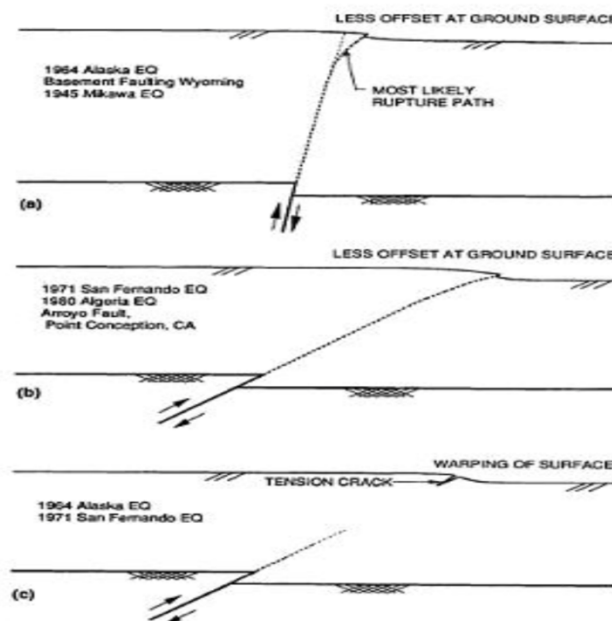 LESS OFFSET AT GROUND SURFACE
1964 Alaska EQ
Basement Faulting Wyoming
1945 Mikawa EQ
MOST LIKELY
RUPTURE PATH
(a)
LESS OFFSET AT GROUND SURFACE
1971 San Fernando EQ
1980 Algeria EQ
Arroyo Fault,
Point Conception, CA
(b)
WARPING OF SURFACE
TENSION CRACK
1964 Alaska EQ
1971 San Fernando EQ
(c)